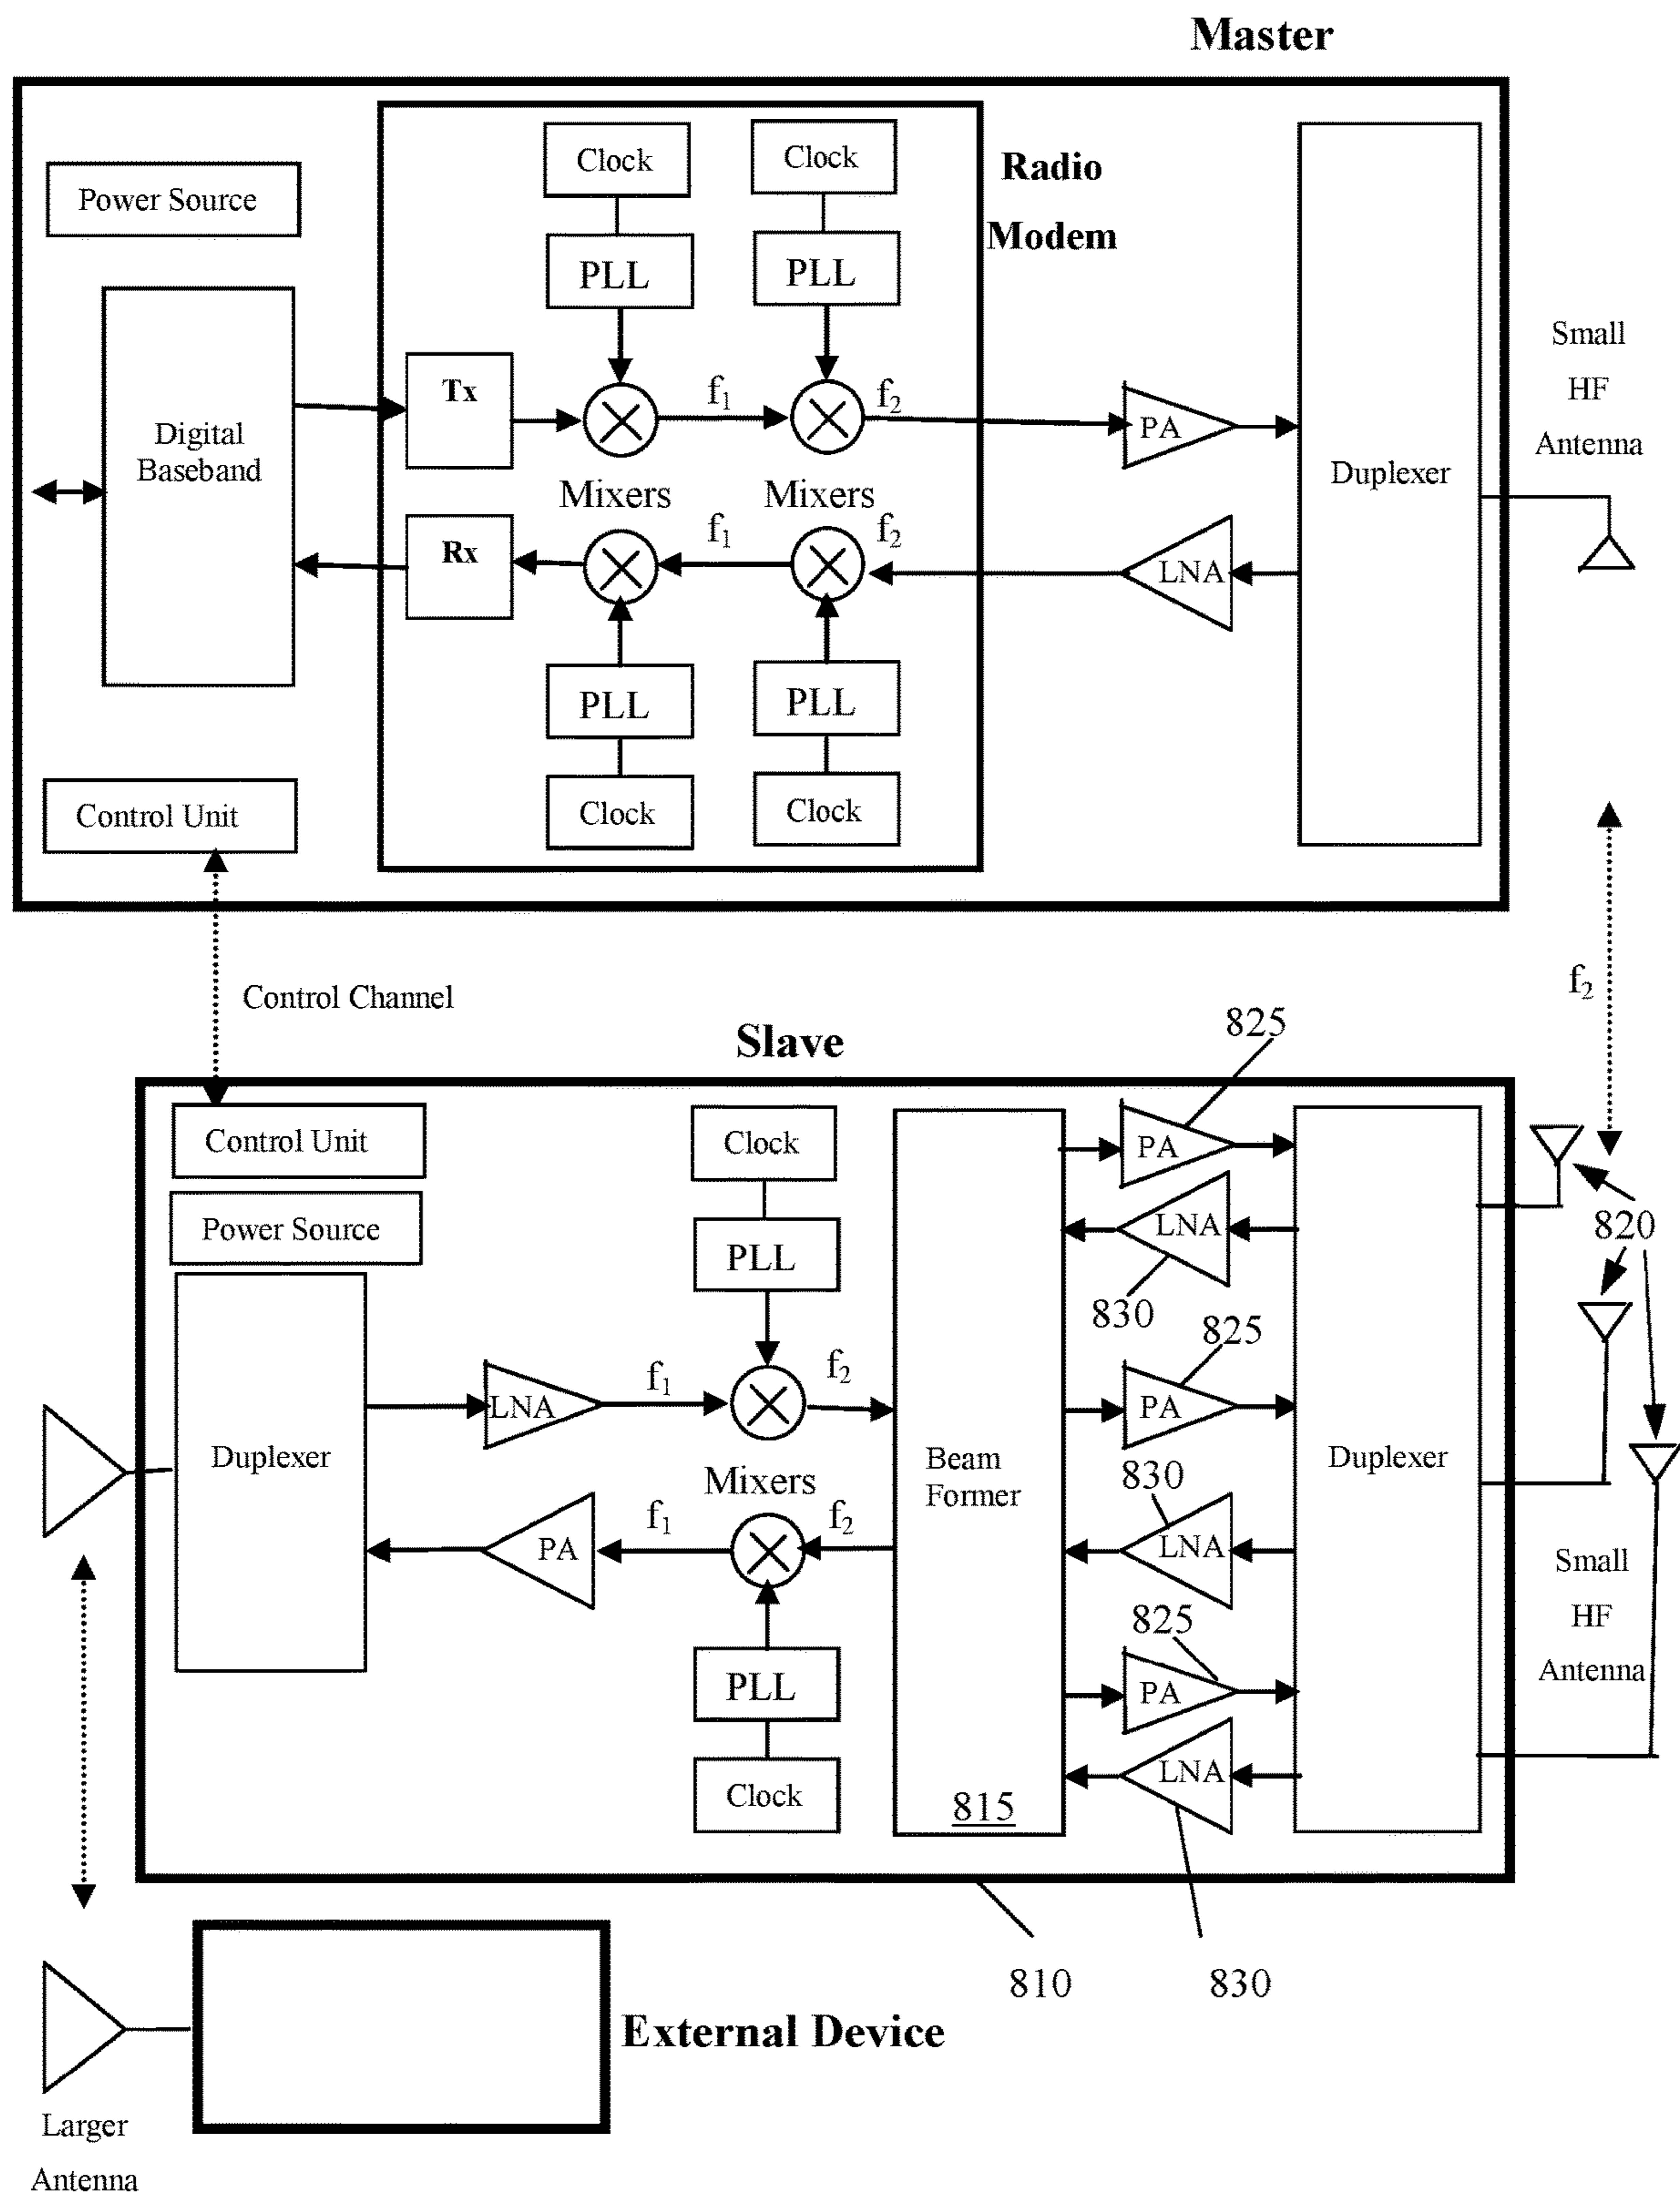 Master
Clock
Clock
Radio
Modem
Power Source
PLL
PLL
Small
HF
Antenna
Tx
f1
f2
PA
Digital
Baseband
Duplexer
Mixers
Mixers
Rx
f1
f2
LNA
PLL
PLL
Control Unit
Clock
Clock
f2
Control Channel
Slave
825
Control Unit
Clock
PA
Power Source
PLL
LNA
820
830
825
LNA
f1
f2
PA
Duplexer
Mixers
Beam
Former
830
Duplexer
PA
f1
f2
LNA
Small
HF
Antenna
825
PLL
PA
Clock
815
LNA
810
830
External Device
Larger
Antenna